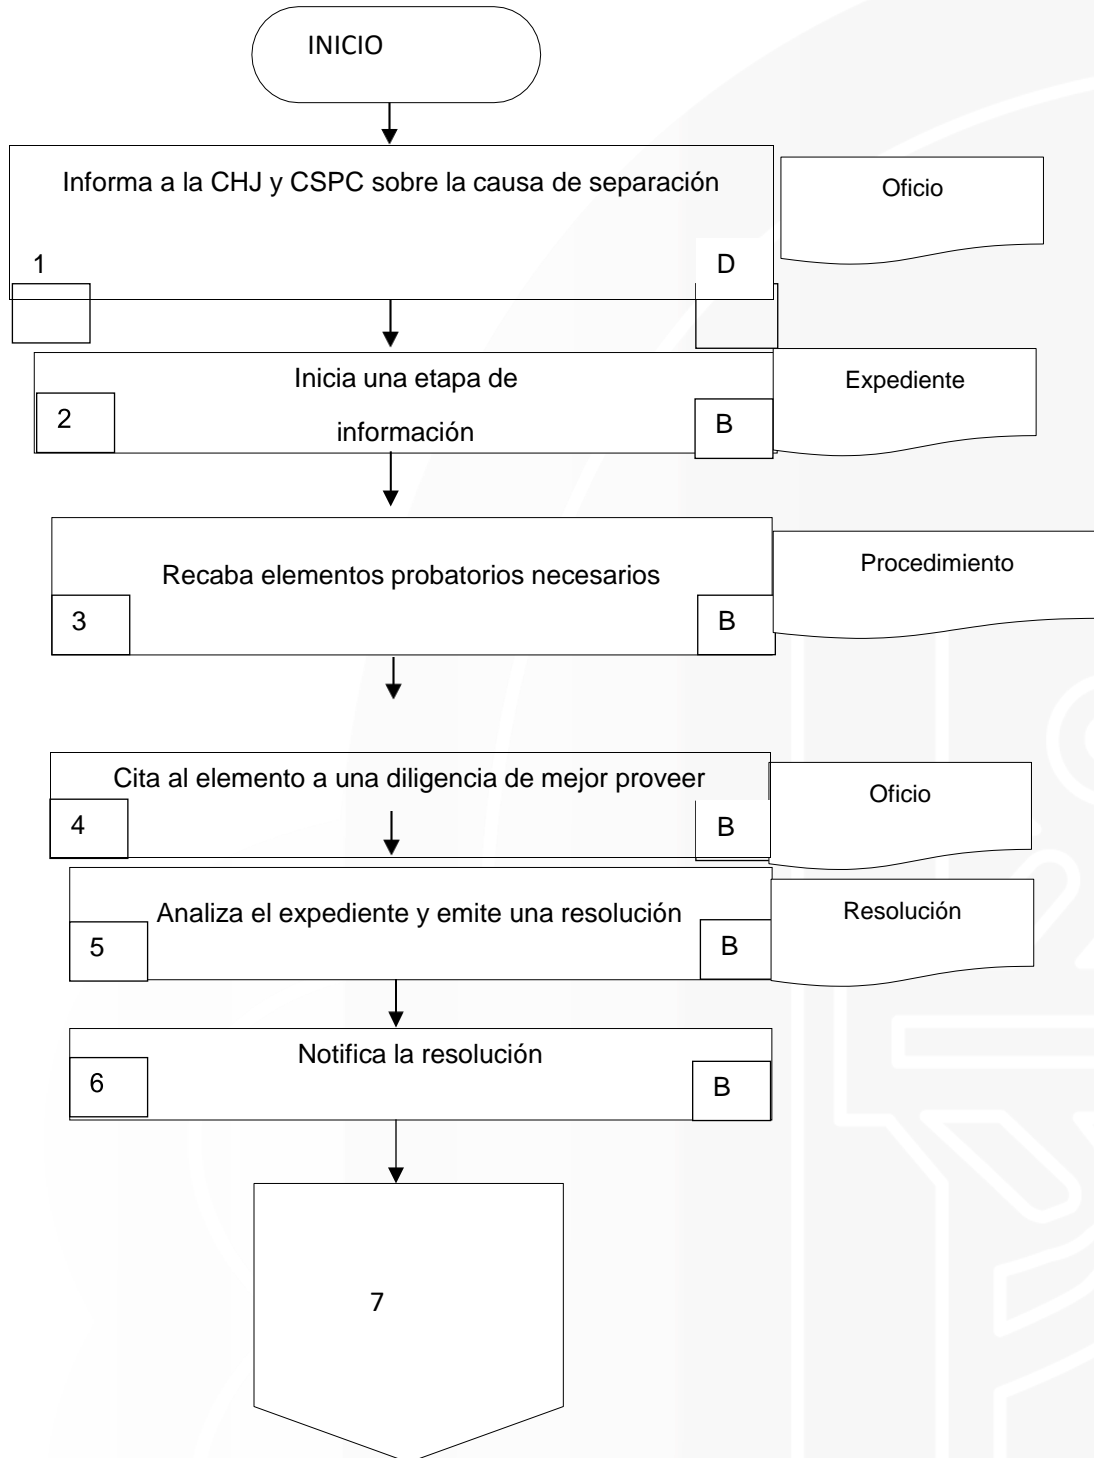 INICIO
Informa a la CHJ y CSPC sobre la causa de separación
Oficio
1
D
Inicia una etapa de
información
Expediente
2
B
Recaba elementos probatorios necesarios
Procedimiento
3
B
Cita al elemento a una diligencia de mejor proveer
Oficio
4
B
Analiza el expediente y emite una resolución
Resolución
5
B
Notifica la resolución
6
B
7